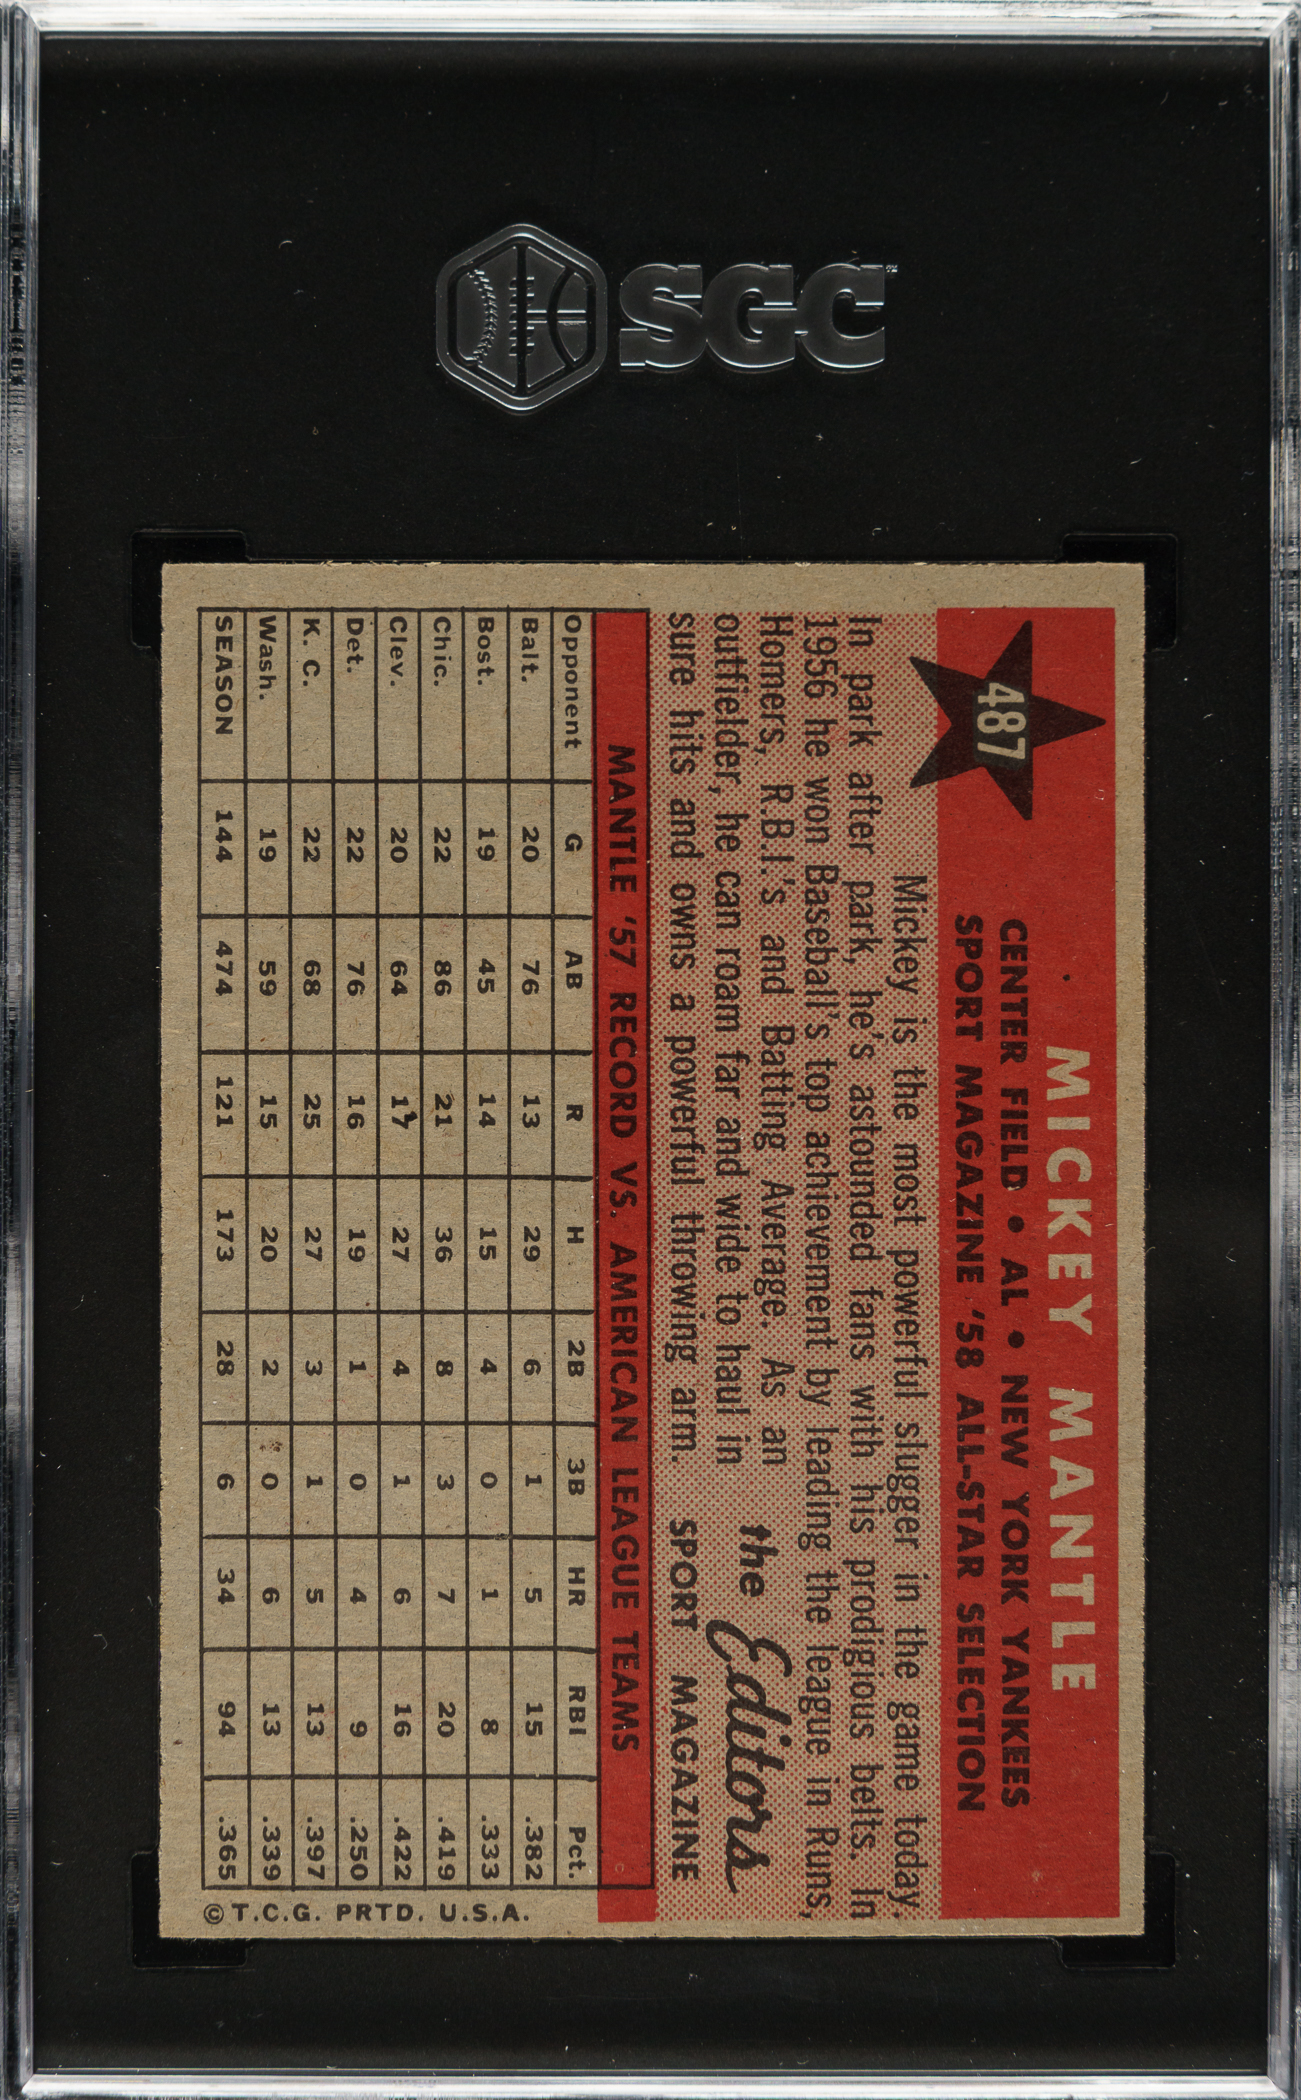 SGC
487
MICKEY MANTLE
CENTER FIELD • AL • NEW YORK YANKEES
SPORT MAGAZINE '58 ALL-STAR SELECTION
Mickey is the most powerful slugger in the game today.
In park after park, he's astounded fans with his prodigious belts. In
1956 he won Baseball's top achievement by leading the league in Runs,
Homers, R.B.I.'s and Batting Average. As an
outfielder, he can roam far and wide to haul in
sure hits and owns a powerful throwing arm.
the Editors
SPORT MAGAZINE
MANTLE '57 RECORD VS. AMERICAN LEAGUE TEAMS
Opponent G AB R H 2B 3B HR RBI Pct.
Balt. 20 76 13 29 6 1 5 15 .382
Bost. 19 45 14 15 4 0 1 8 .333
Chic. 22 86 21 36 8 3 7 20 .419
Clev. 20 64 17 27 4 1 6 16 .422
Det. 22 76 16 19 1 0 4 9 .250
K. C. 22 68 25 27 3 1 5 13 .397
Wash. 19 59 15 20 2 0 6 13 .339
SEASON 144 474 121 173 28 6 34 94 .365
© T.C.G. PRTD. U.S.A.